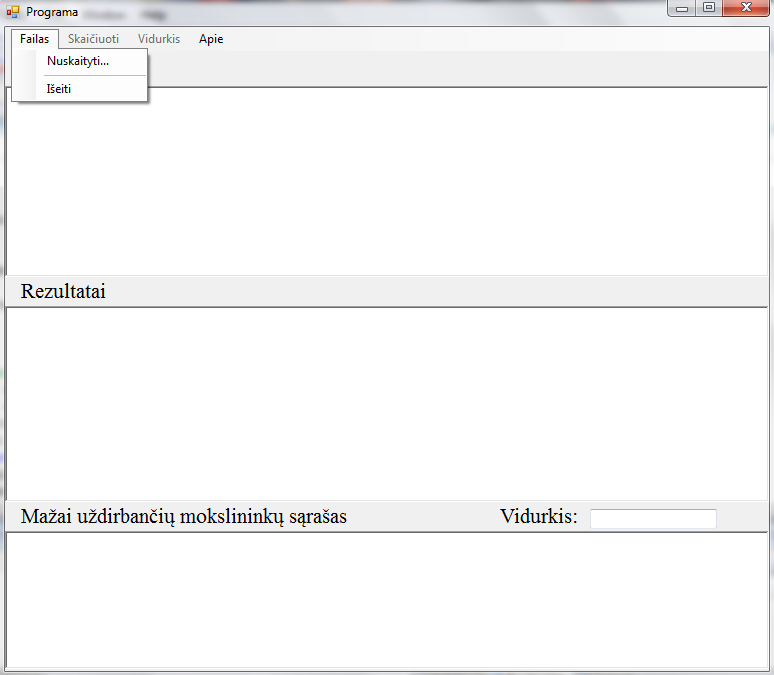 Programa
Failas Skaičiuoti Vidurkis Apie
Nuskaityti...
Išeiti
Rezultatai
Mažai uždirbančių mokslininkų sąrašas Vidurkis: